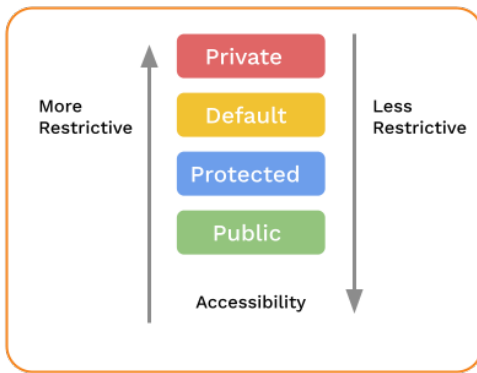 Private
More
Restrictive
Default
Less
Restrictive
Protected
Public
Accessibility